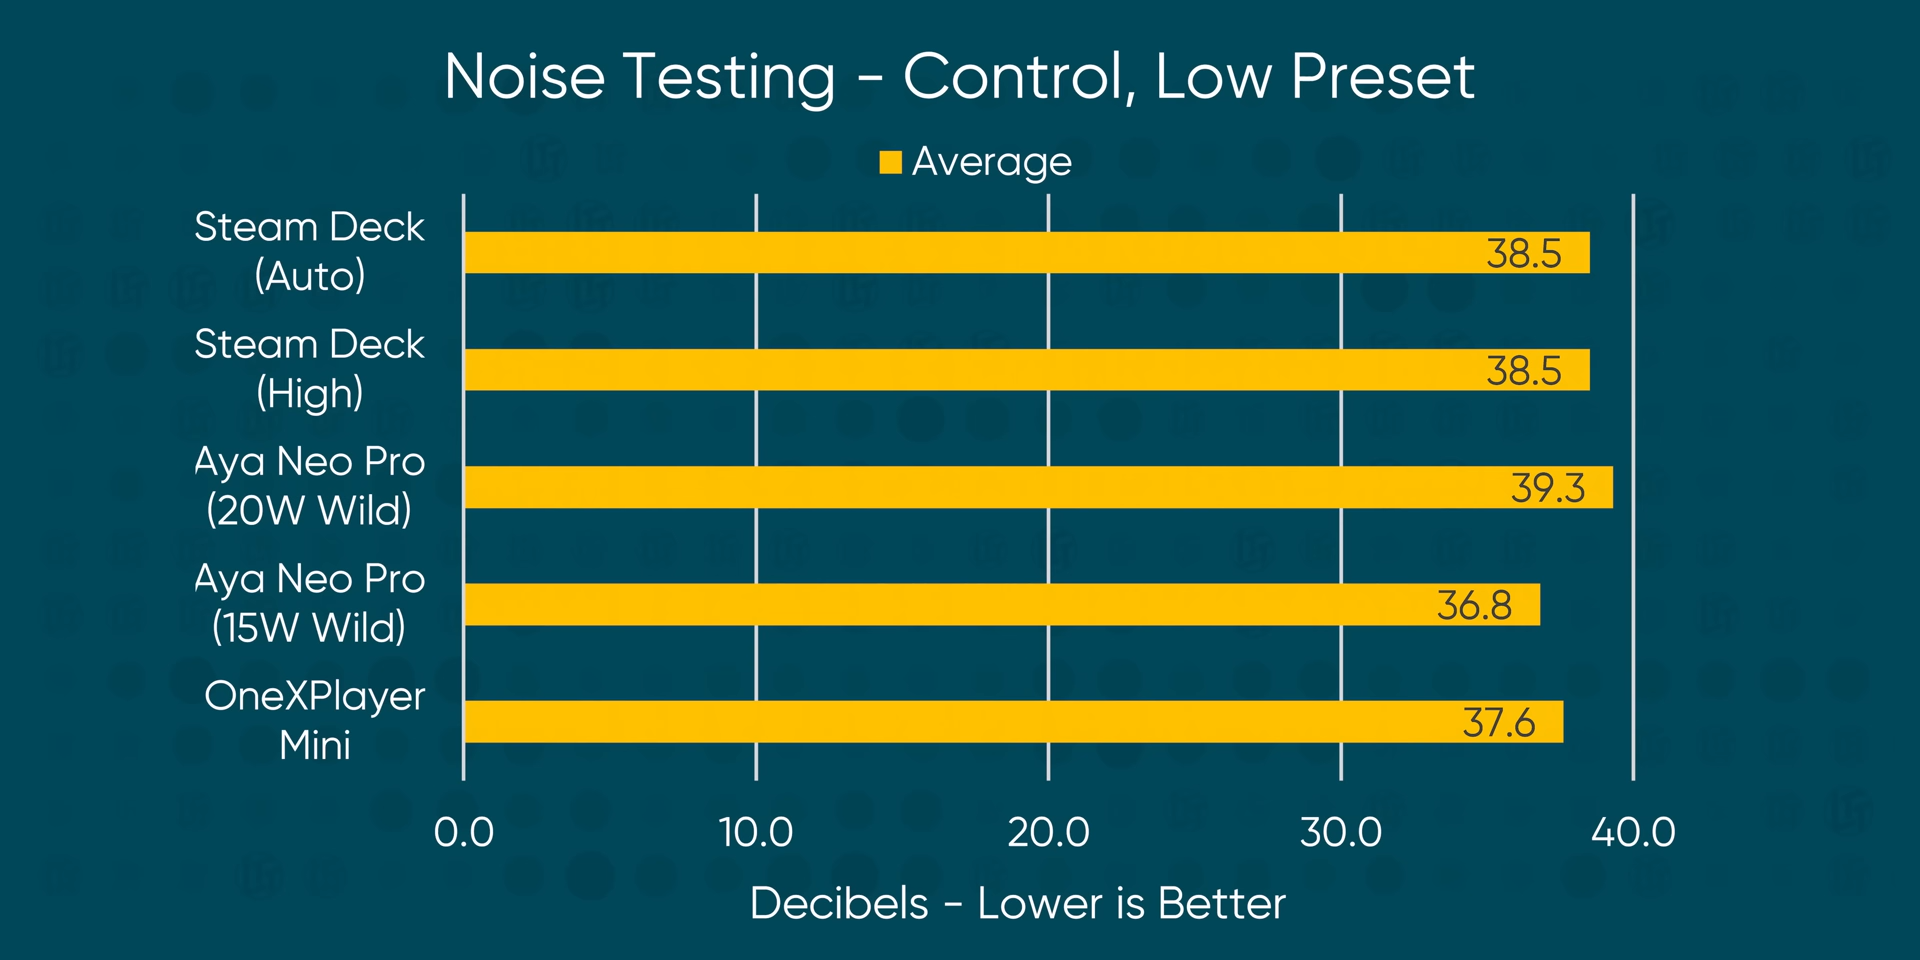 Noise Testing - Control, Low Preset
Average
Steam Deck
(Auto)
38.5
Steam Deck
(High)
38.5
Aya Neo Pro
(20W Wild)
39.3
Aya Neo Pro
(15W Wild)
36.8
OneXPlayer
Mini
37.6
0.0 10.0 20.0 30.0 40.0
Decibels - Lower is Better